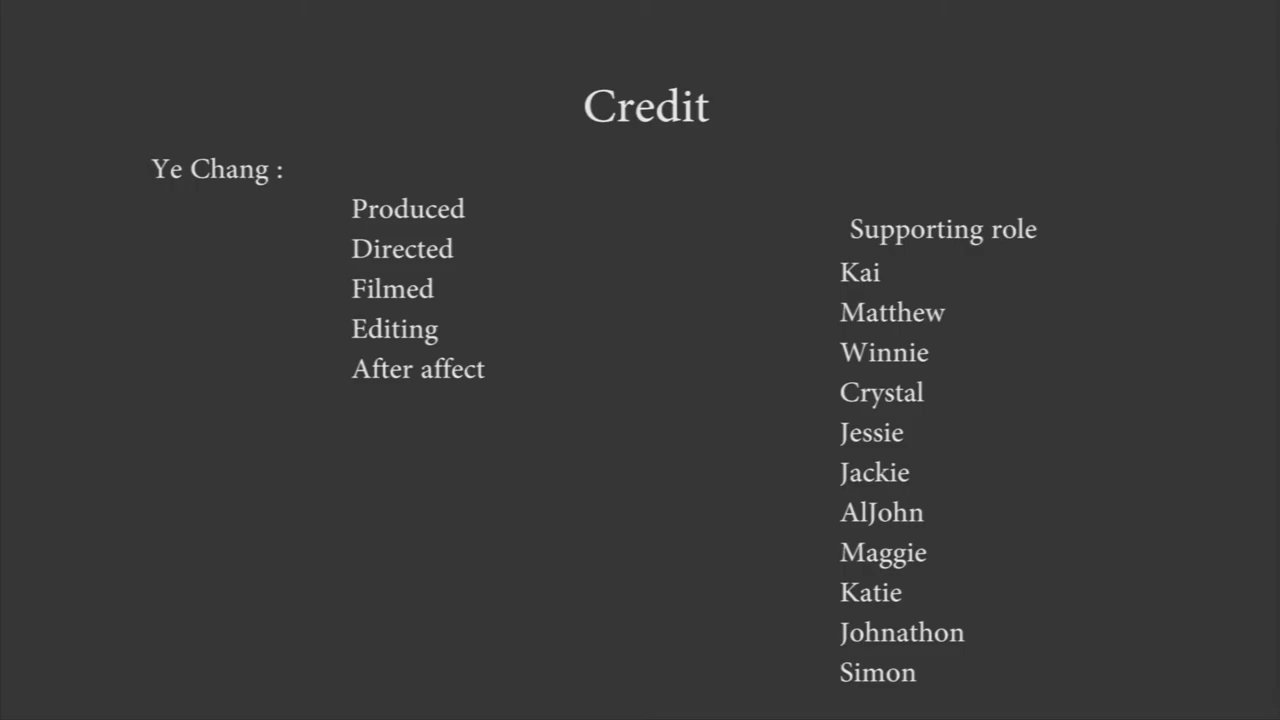 Credit
Ye Chang :
Produced
Directed
Filmed
Editing
After affect
Supporting role
Kai
Matthew
Winnie
Crystal
Jessie
Jackie
AlJohn
Maggie
Katie
Johnathon
Simon